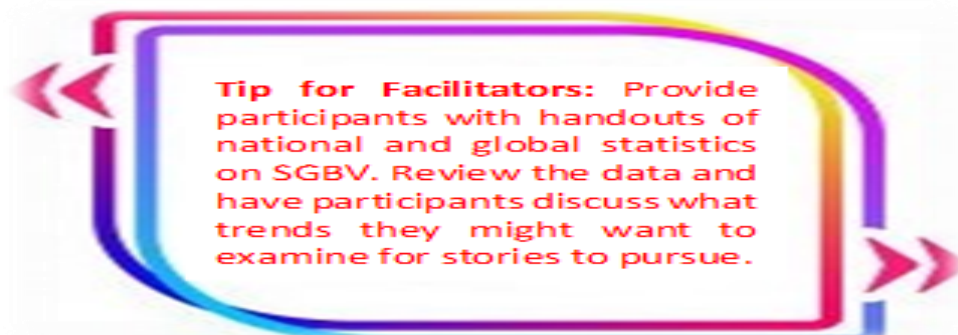 Tip for Facilitators: Provide
participants with handouts of
national and global statistics
on SGBV. Review the data and
have participants discuss what
trends they might want to
examine for stories to pursue.